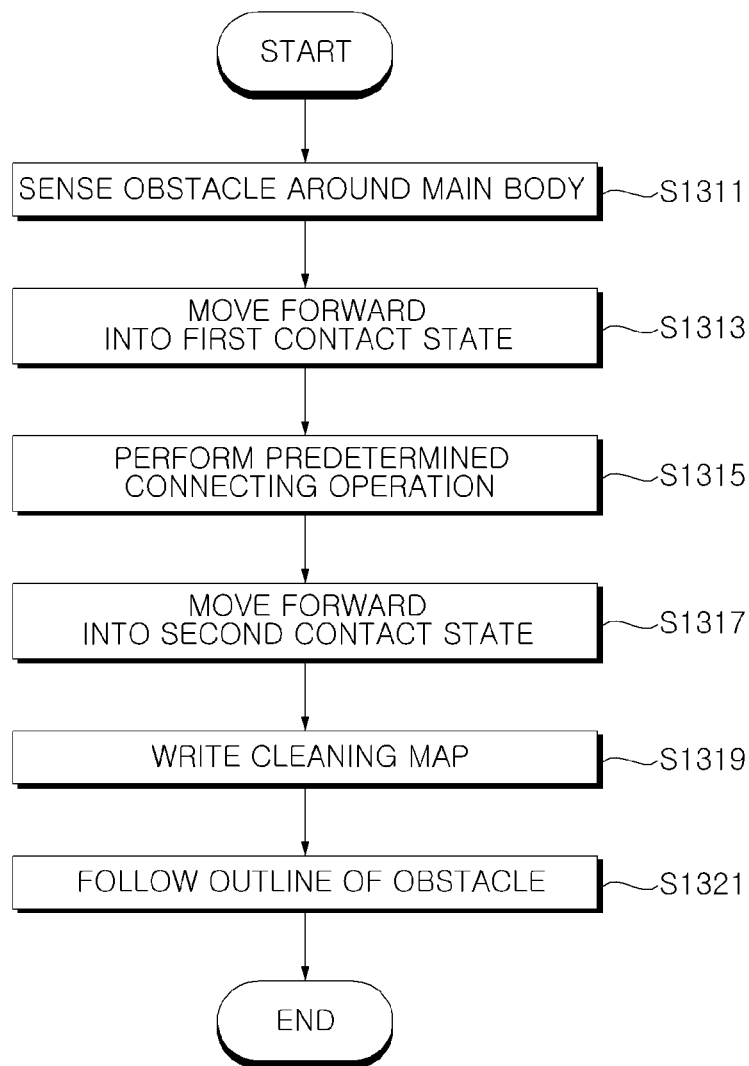 START
SENSE OBSTACLE AROUND MAIN BODY
S1311
MOVE FORWARD
INTO FIRST CONTACT STATE
S1313
PERFORM PREDETERMINED
CONNECTING OPERATION
S1315
MOVE FORWARD
INTO SECOND CONTACT STATE
S1317
WRITE CLEANING MAP
S1319
FOLLOW OUTLINE OF OBSTACLE
S1321
END